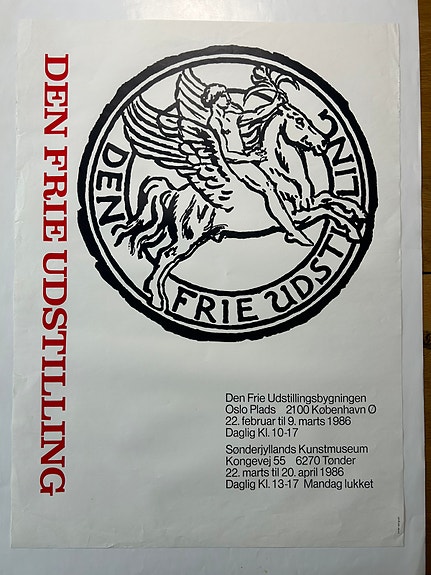 DEN FRIE UDSTILLING
DEN FRIE UDSTILLING
Den Frie Udstillingsbygningen
Oslo Plads 2100 København Ø
22. februar til 9. marts 1986
Daglig Kl. 10-17
Sønderjyllands Kunstmuseum
Kongevej 55 6270 Tønder
22. marts til 20. april 1986
Daglig Kl. 13-17 Mandag lukket